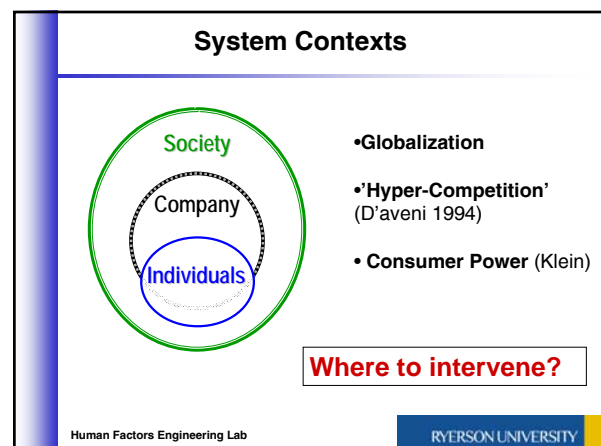 System Contexts
Society
Company
Individuals
•Globalization
•’Hyper-Competition’
(D’aveni 1994)
• Consumer Power (Klein)
Where to intervene?
Human Factors Engineering Lab
RYERSON UNIVERSITY